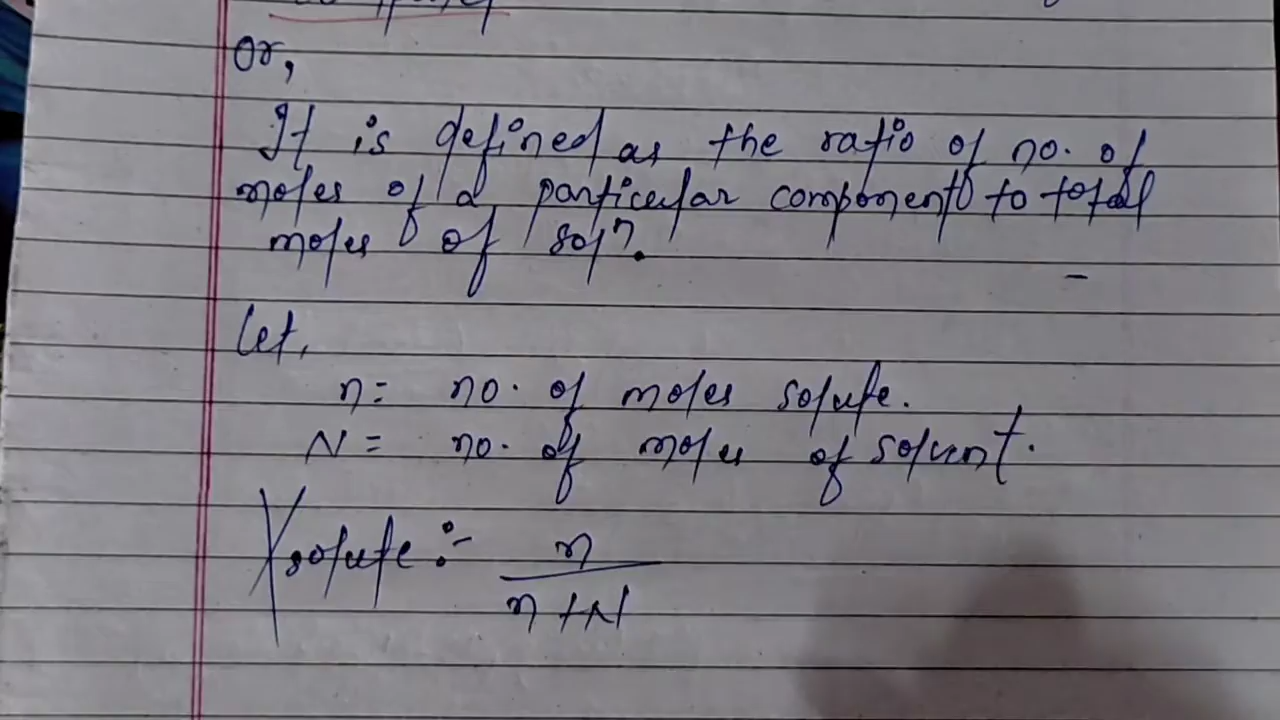 Or,
It is defined as the ratio of no. of
moles of a particular component to total
moles of solⁿ.
Let,
n= no. of moles solute.
N = no. of moles of solvent.
X solute :- n
n+N